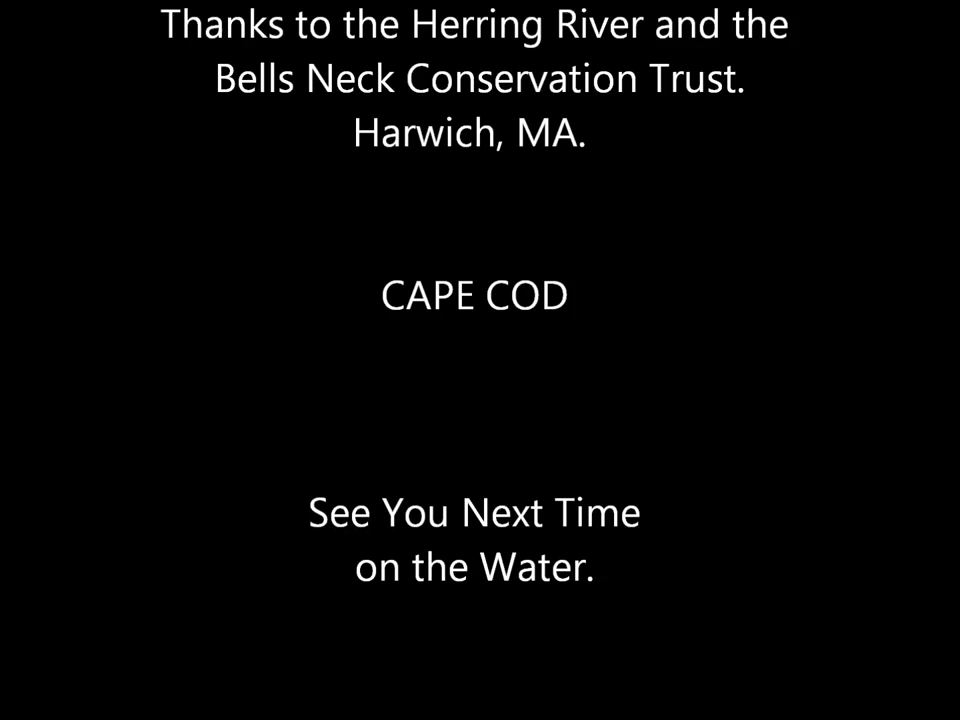 Thanks to the Herring River and the
Bells Neck Conservation Trust.
Harwich, MA.
CAPE COD
See You Next Time
on the Water.